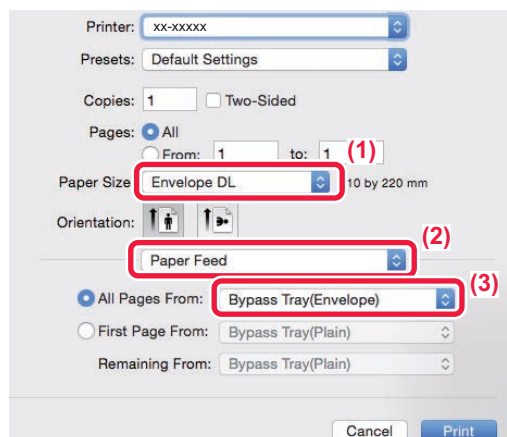 Printer: xx-xxxxx
Presets: Default Settings
Copies: 1 Two-Sided
Pages: All
From: 1 to: 1 (1)
Paper Size Envelope DL 10 by 220 mm
Orientation:
(2)
Paper Feed
(3)
All Pages From: Bypass Tray(Envelope)
First Page From: Bypass Tray(Plain)
Remaining From: Bypass Tray(Plain)
Cancel Print